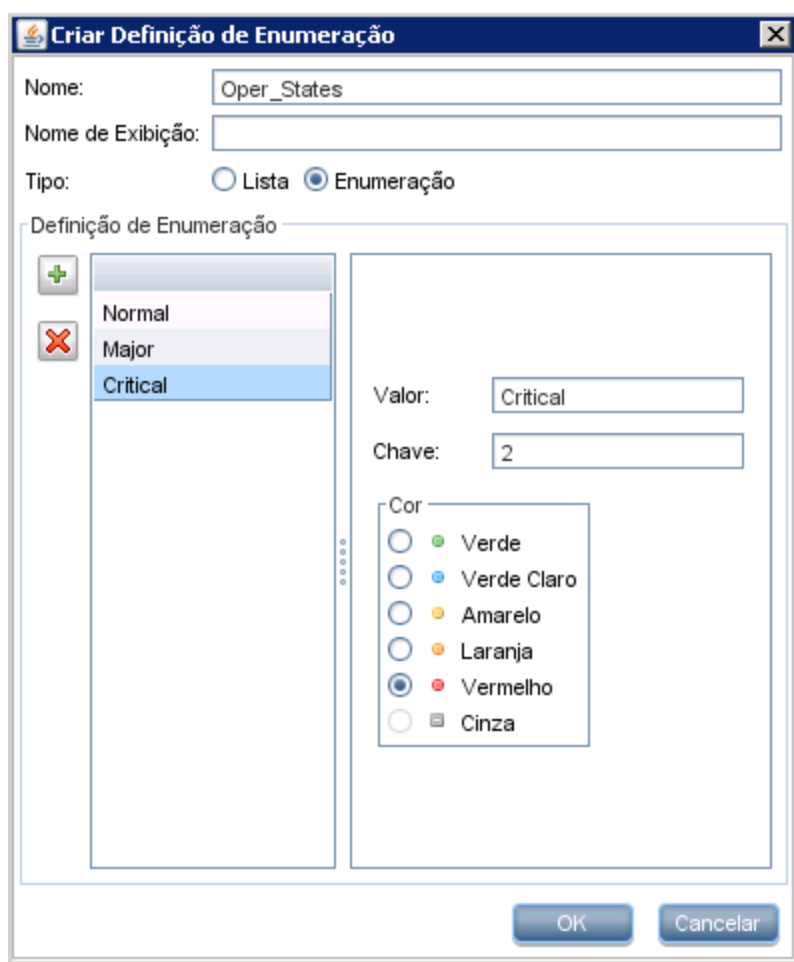 Criar Definição de Enumeração
Nome: Oper_States
Nome de Exibição:
Tipo: Lista Enumeração
Definição de Enumeração
Normal
Major
Critical
Valor: Critical
Chave: 2
Cor
Verde
Verde Claro
Amarelo
Laranja
Vermelho
Cinza
OK Cancelar